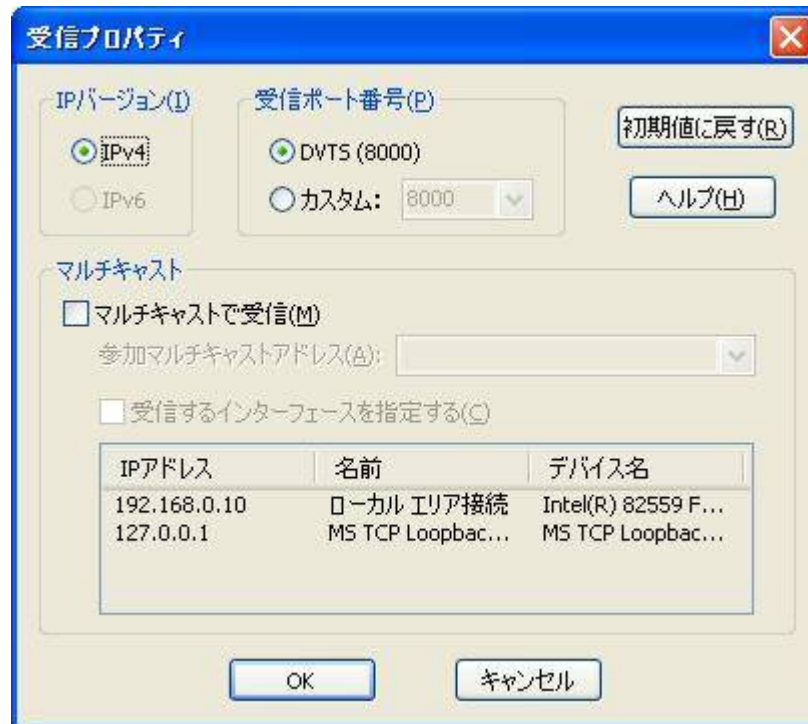 受信プロパティ
IPバージョン(I)
受信ポート番号(P)
初期値に戻す(R)
IPv4
DVTS (8000)
IPv6
カスタム: 8000
ヘルプ(H)
マルチキャスト
マルチキャストで受信(M)
参加マルチキャストアドレス(A):
受信するインターフェースを指定する(C)
IPアドレス 名前 デバイス名
192.168.0.10 ローカル エリア接続 Intel(R) 82559 F...
127.0.0.1 MS TCP Loopbac... MS TCP Loopbac...
OK キャンセル